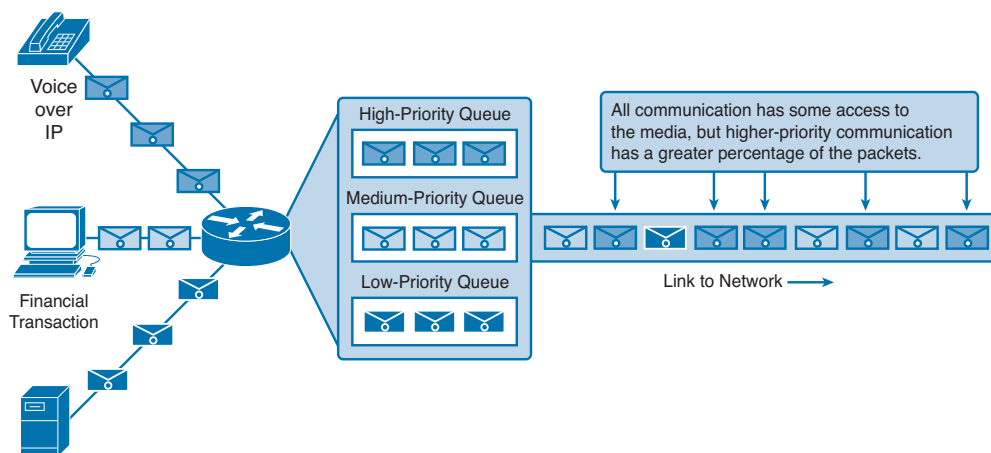 Voice
over
IP
Financial
Transaction
High-Priority Queue
Medium-Priority Queue
Low-Priority Queue
All communication has some access to
the media, but higher-priority communication
has a greater percentage of the packets.
Link to Network